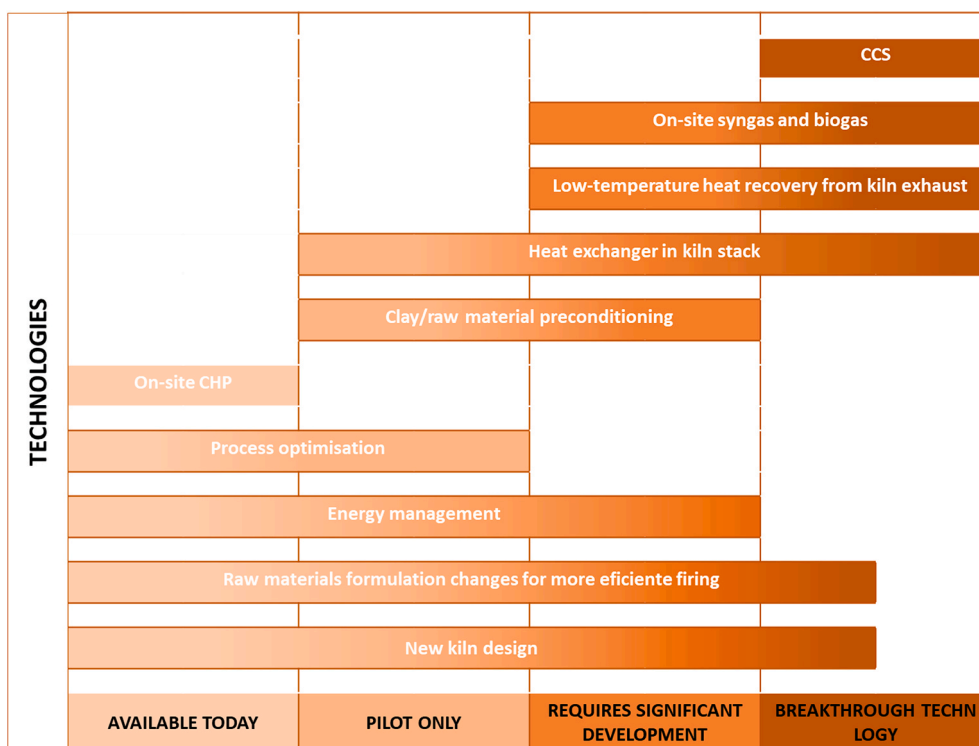 TECHNOLOGIES
CCS
On-site syngas and biogas
Low-temperature heat recovery from kiln exhaust
Heat exchanger in kiln stack
Clay/raw material preconditioning
On-site CHP
Process optimisation
Energy management
Raw materials formulation changes for more eficiente firing
New kiln design
AVAILABLE TODAY
PILOT ONLY
REQUIRES SIGNIFICANT
DEVELOPMENT
BREAKTHROUGH TECHN
LOGY